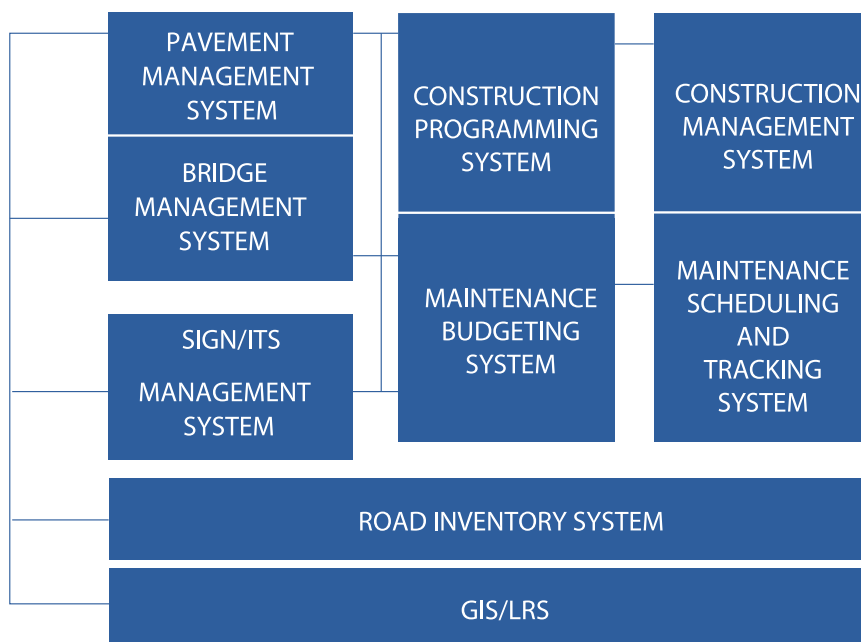 PAVEMENT
MANAGEMENT
SYSTEM
BRIDGE
MANAGEMENT
SYSTEM
SIGN/ITS
MANAGEMENT
SYSTEM
CONSTRUCTION
PROGRAMMING
SYSTEM
MAINTENANCE
BUDGETING
SYSTEM
CONSTRUCTION
MANAGEMENT
SYSTEM
MAINTENANCE
SCHEDULING
AND
TRACKING
SYSTEM
ROAD INVENTORY SYSTEM
GIS/LRS